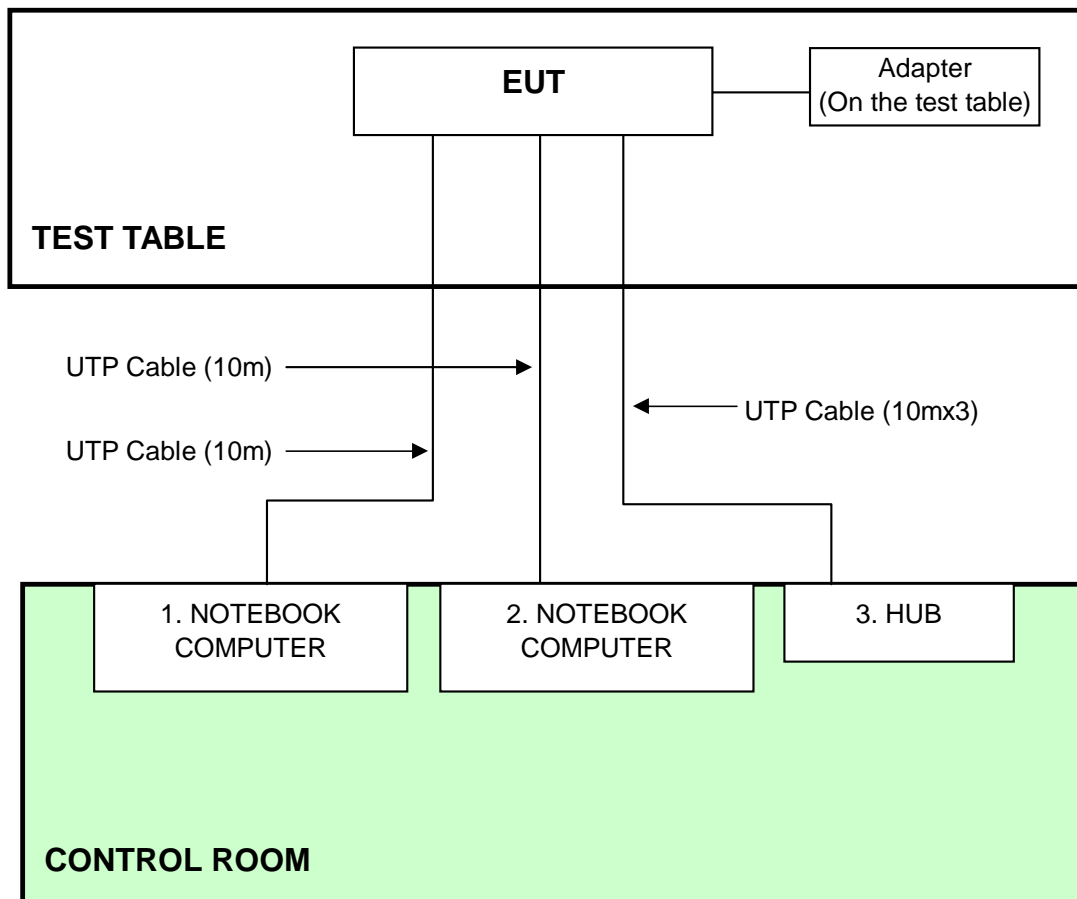 EUT
Adapter
(On the test table)
TEST TABLE
UTP Cable (10m)
UTP Cable (10mx3)
UTP Cable (10m)
1. NOTEBOOK
COMPUTER
2. NOTEBOOK
COMPUTER
3. HUB
CONTROL ROOM